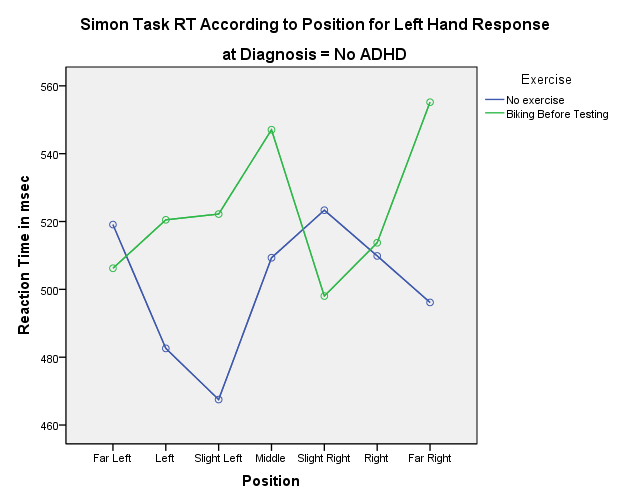 Simon Task RT According to Position for Left Hand Response
at Diagnosis = No ADHD
Exercise
No exercise
Biking Before Testing
Reaction Time in msec
560
540
520
500
480
460
Far Left Left Slight Left Middle Slight Right Right Far Right
Position